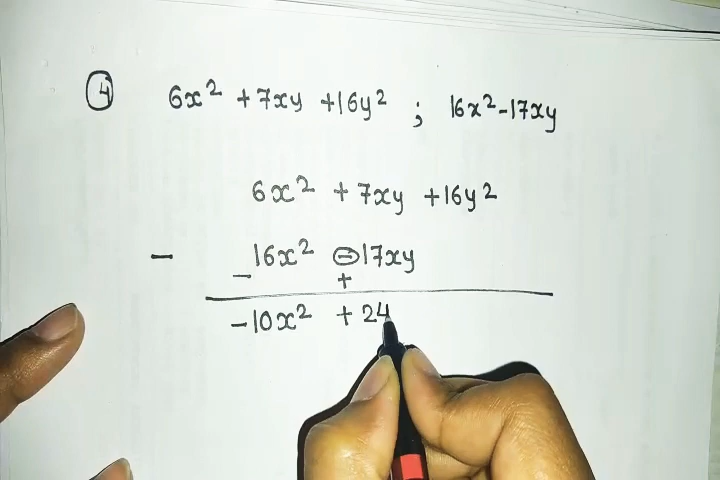 ④ 6x² + 7xy + 16y² ; 16x² - 17xy
6x² + 7xy + 16y²
- 16x² ⊖ 17xy
- +
- 10x² + 24